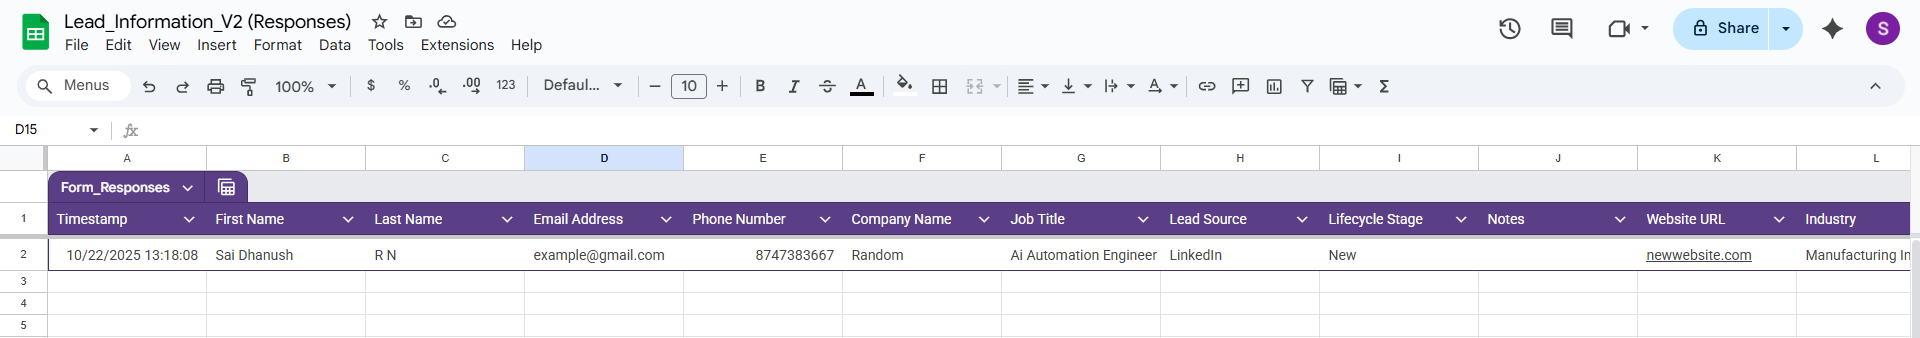 Lead_Information_V2 (Responses)
File Edit View Insert Format Data Tools Extensions Help
Share
S
Menus 100% $ % .0 .00 123 Defaul... 10 B I A Σ
D15 fx
A B C D E F G H I J K L
Form_Responses
1 Timestamp First Name Last Name Email Address Phone Number Company Name Job Title Lead Source Lifecycle Stage Notes Website URL Industry
2 10/22/2025 13:18:08 Sai Dhanush R N example@gmail.com 8747383667 Random Ai Automation Engineer LinkedIn New newwebsite.com Manufacturing In
3
4
5